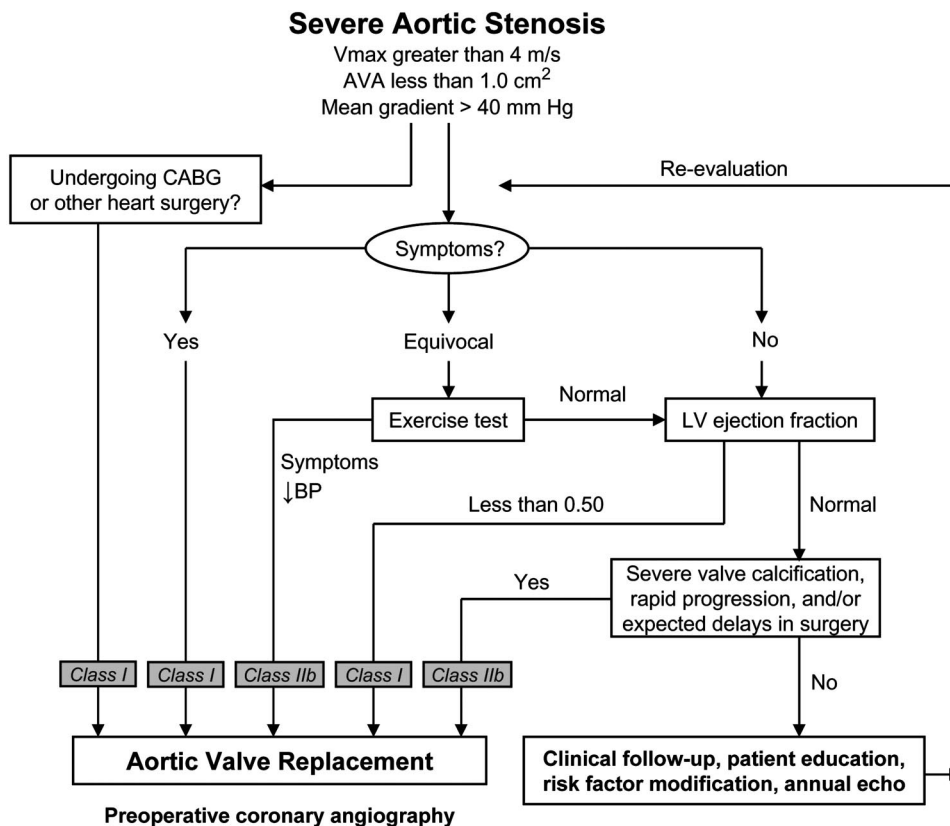 Severe Aortic Stenosis
Vmax greater than 4 m/s
AVA less than 1.0 cm²
Mean gradient > 40 mm Hg
Undergoing CABG
or other heart surgery?
Re-evaluation
Symptoms?
Yes
Equivocal
No
Exercise test
Normal
LV ejection fraction
Symptoms
↓BP
Less than 0.50
Normal
Yes
Severe valve calcification,
rapid progression, and/or
expected delays in surgery
Class I
Class I
Class IIb
Class I
Class IIb
No
Aortic Valve Replacement
Clinical follow-up, patient education,
risk factor modification, annual echo
Preoperative coronary angiography